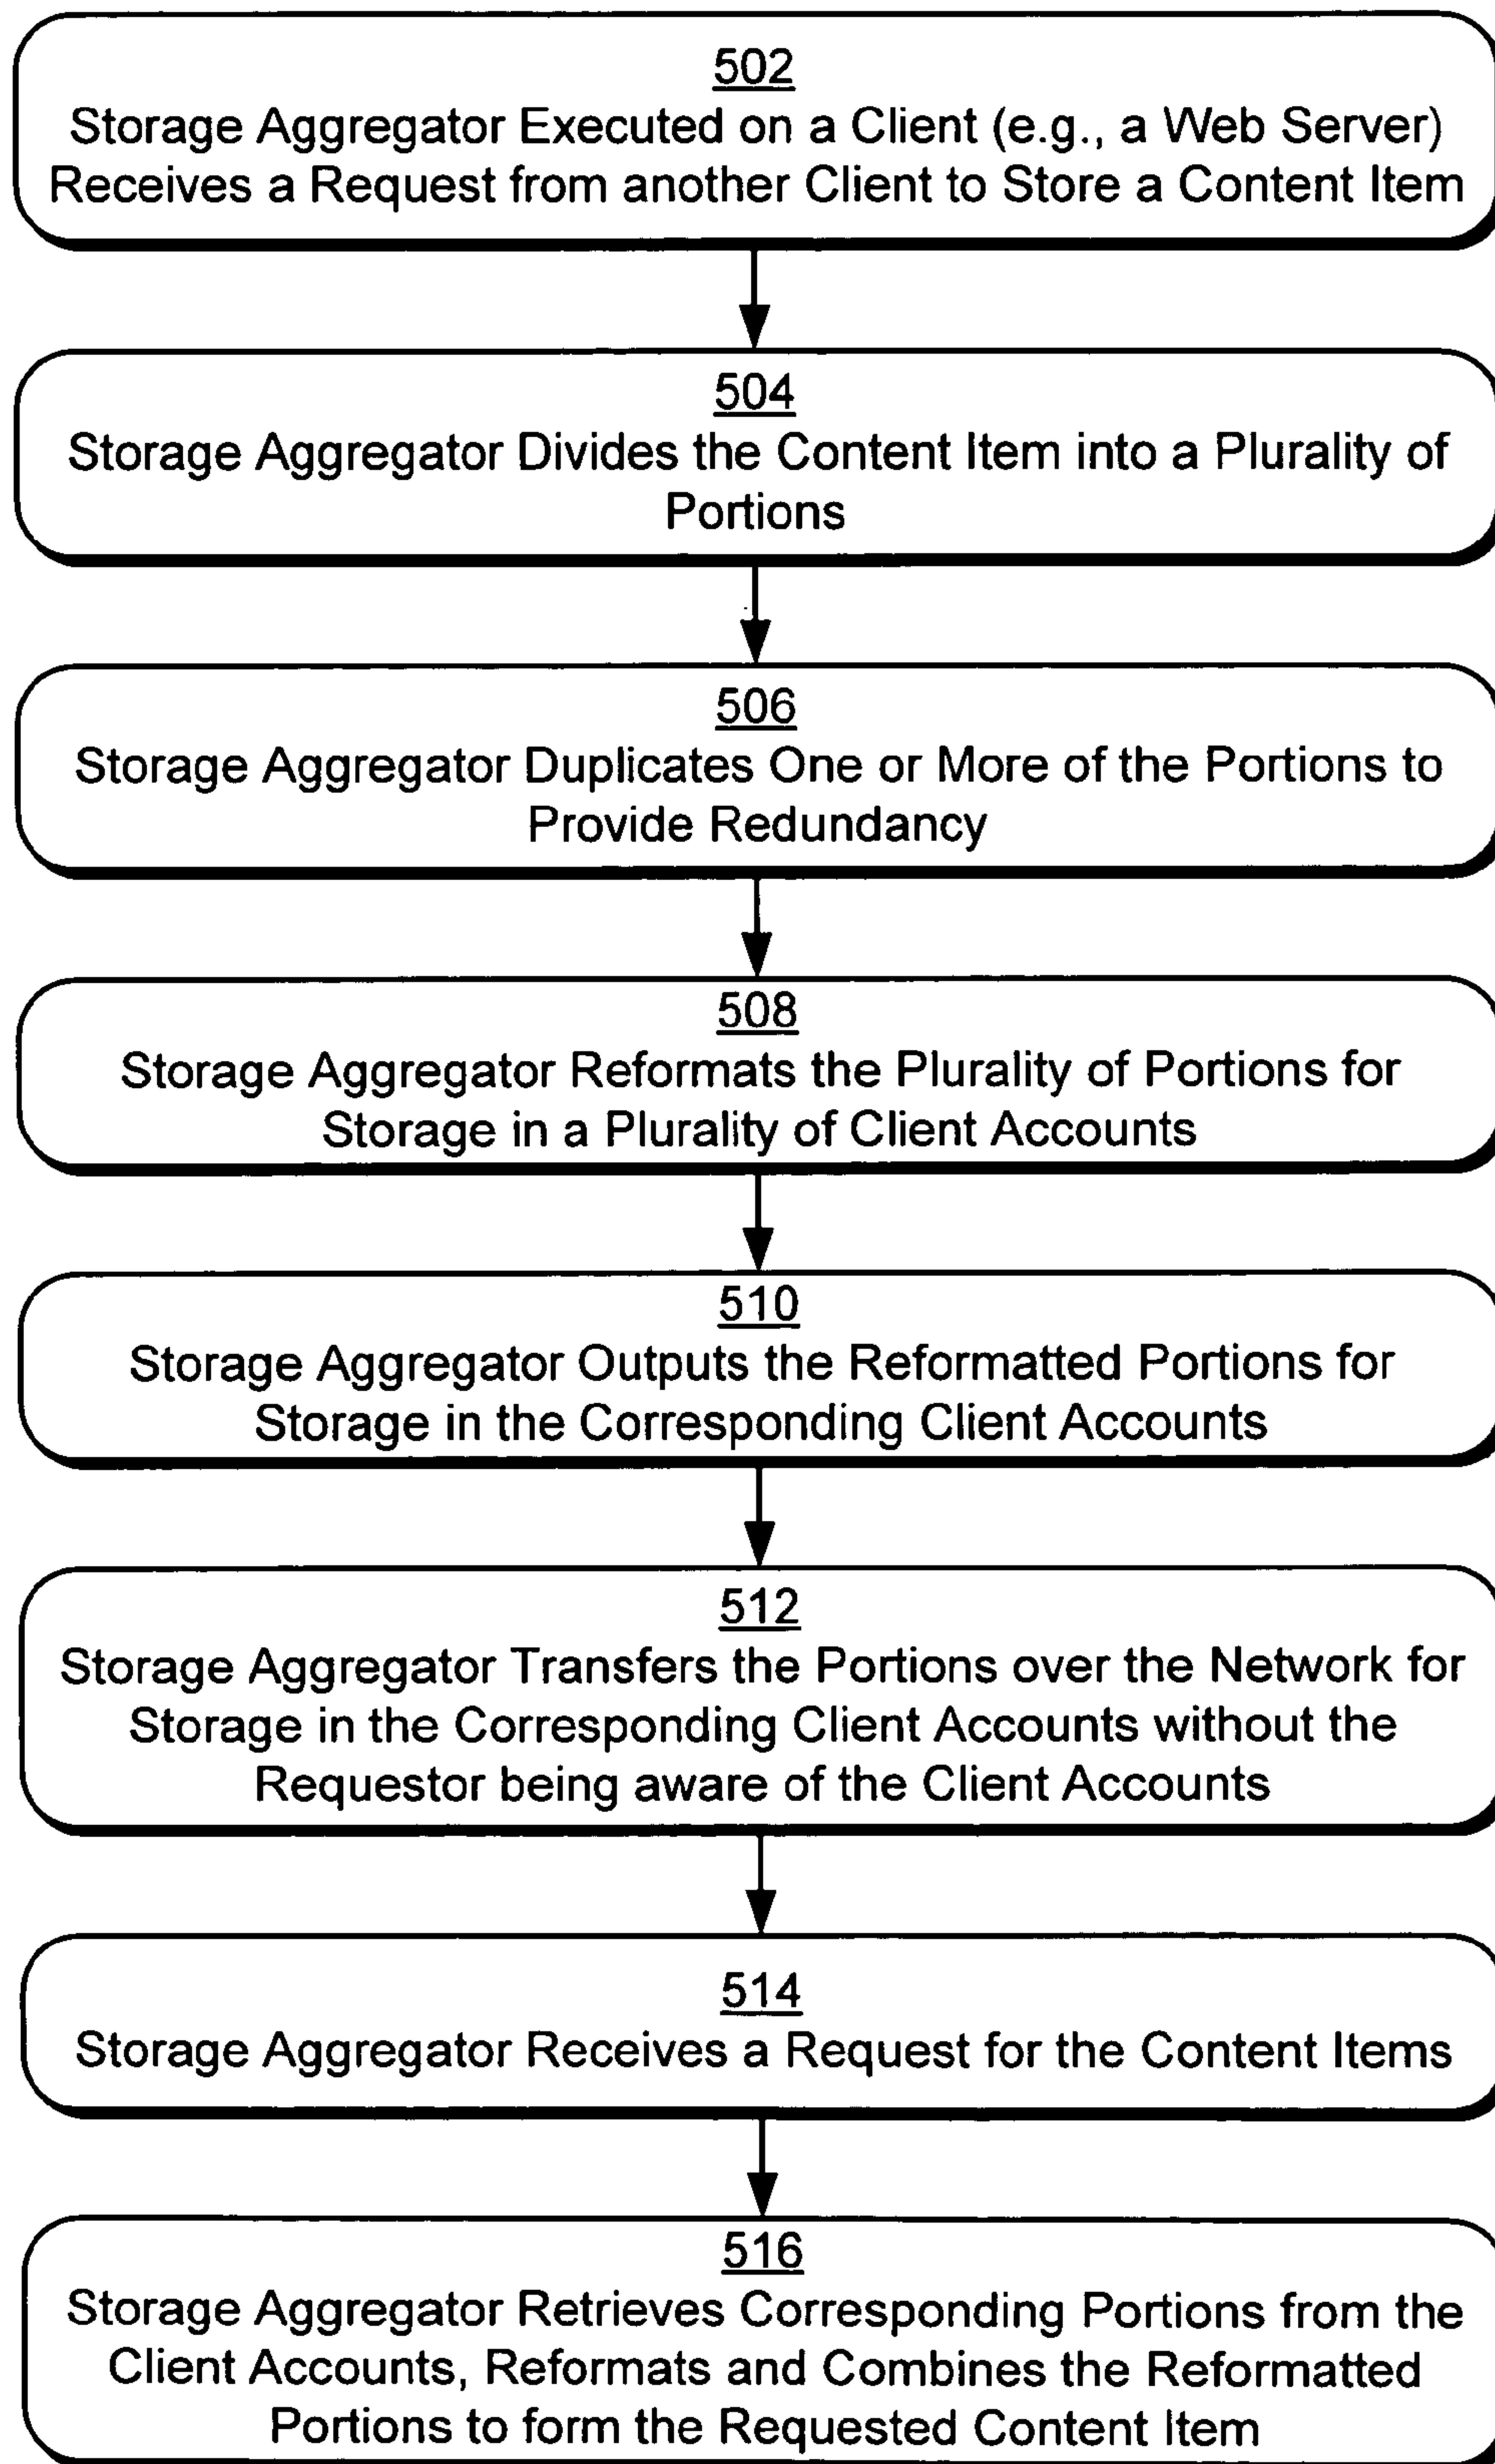 502
Storage Aggregator Executed on a Client (e.g., a Web Server)
Receives a Request from another Client to Store a Content Item
504
Storage Aggregator Divides the Content Item into a Plurality of
Portions
506
Storage Aggregator Duplicates One or More of the Portions to
Provide Redundancy
508
Storage Aggregator Reformats the Plurality of Portions for
Storage in a Plurality of Client Accounts
510
Storage Aggregator Outputs the Reformatted Portions for
Storage in the Corresponding Client Accounts
512
Storage Aggregator Transfers the Portions over the Network for
Storage in the Corresponding Client Accounts without the
Requestor being aware of the Client Accounts
514
Storage Aggregator Receives a Request for the Content Items
516
Storage Aggregator Retrieves Corresponding Portions from the
Client Accounts, Reformats and Combines the Reformatted
Portions to form the Requested Content Item